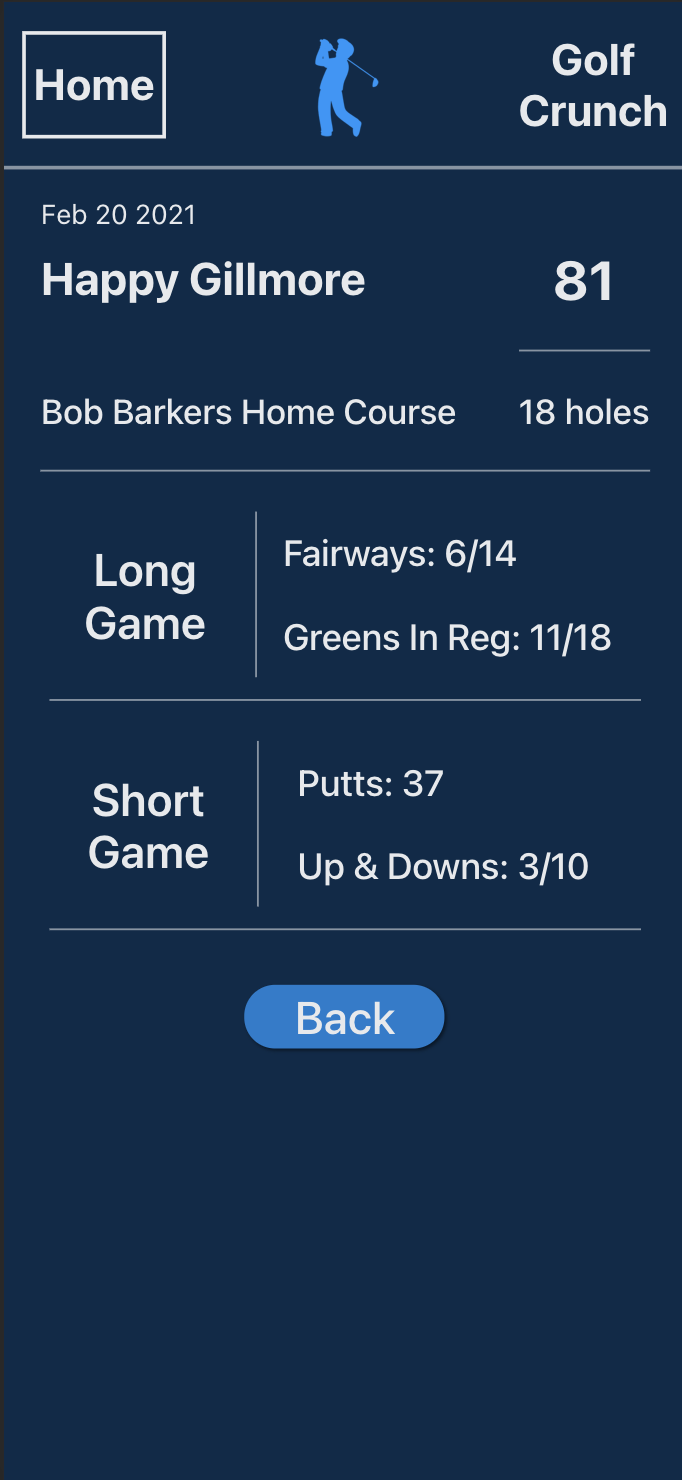 Home
Golf
Crunch
Feb 20 2021
Happy Gillmore
81
Bob Barkers Home Course
18 holes
Long
Game
Fairways: 6/14
Greens In Reg: 11/18
Short
Game
Putts: 37
Up & Downs: 3/10
Back